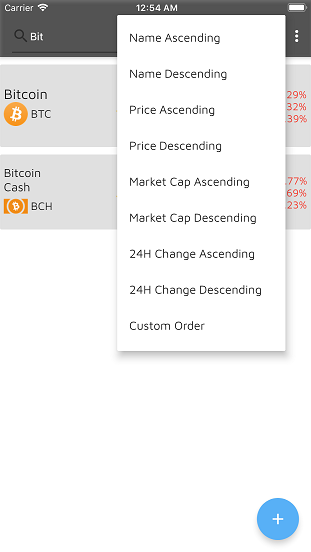 Carrier 12:54 AM
Bit
Name Ascending
Name Descending
Price Ascending
Price Descending
Market Cap Ascending
Market Cap Descending
24H Change Ascending
24H Change Descending
Custom Order
Bitcoin
BTC
29%
32%
39%
Bitcoin
Cash
BCH
77%
69%
23%